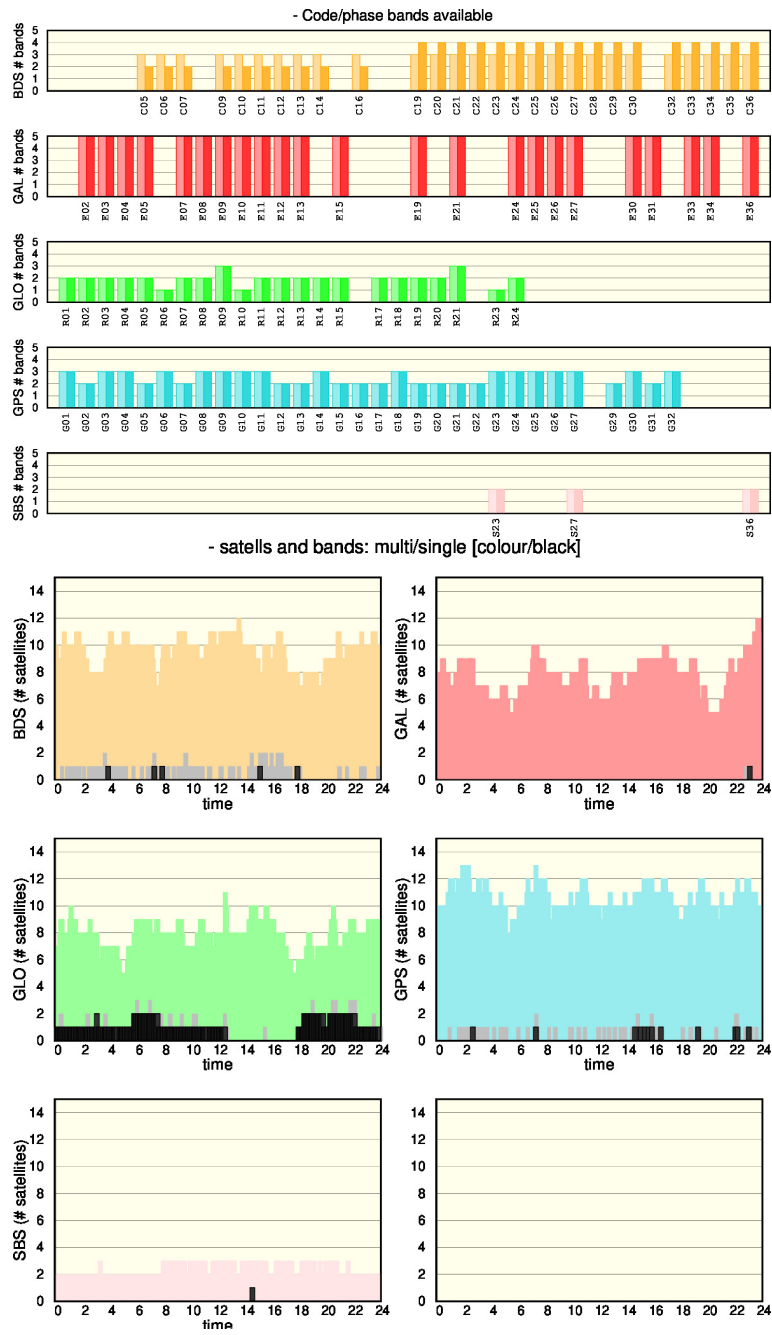 - Code/phase bands available
BDS # bands
5
4
3
2
1
0
C05 C06 C07 C09 C10 C11 C12 C13 C14 C16 C19 C20 C21 C22 C23 C24 C25 C26 C27 C28 C29 C30 C32 C33 C34 C35 C36
GAL # bands
5
4
3
2
1
0
E02 E03 E04 E05 E07 E08 E09 E10 E11 E12 E13 E15 E19 E21 E24 E25 E26 E27 E30 E31 E33 E34 E36
GLO # bands
5
4
3
2
1
0
R01 R02 R03 R04 R05 R06 R07 R08 R09 R10 R11 R12 R13 R14 R15 R17 R18 R19 R20 R21 R23 R24
GPS # bands
5
4
3
2
1
0
G01 G02 G03 G04 G05 G06 G07 G08 G09 G10 G11 G12 G13 G14 G15 G16 G17 G18 G19 G20 G21 G22 G23 G24 G25 G26 G27 G29 G30 G31 G32
SBS # bands
5
4
3
2
1
0
S23 S27 S36
- satells and bands: multi/single [colour/black]
BDS (# satellites)
14
12
10
8
6
4
2
0
0 2 4 6 8 10 12 14 16 18 20 22 24
time
GAL (# satellites)
14
12
10
8
6
4
2
0
0 2 4 6 8 10 12 14 16 18 20 22 24
time
GLO (# satellites)
14
12
10
8
6
4
2
0
0 2 4 6 8 10 12 14 16 18 20 22 24
time
GPS (# satellites)
14
12
10
8
6
4
2
0
0 2 4 6 8 10 12 14 16 18 20 22 24
time
SBS (# satellites)
14
12
10
8
6
4
2
0
0 2 4 6 8 10 12 14 16 18 20 22 24
time
14
12
10
8
6
4
2
0
0 2 4 6 8 10 12 14 16 18 20 22 24